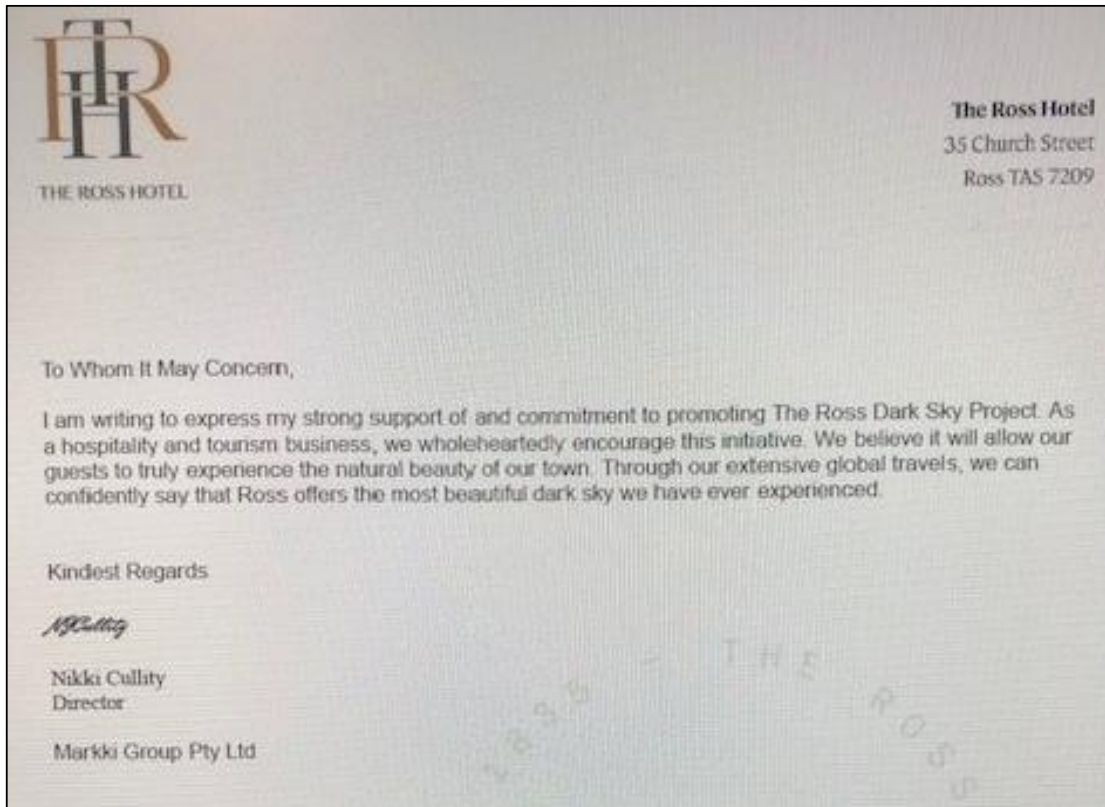 THE ROSS HOTEL
The Ross Hotel
35 Church Street
Ross TAS 7209
To Whom It May Concern,
I am writing to express my strong support of and commitment to promoting The Ross Dark Sky Project. As
a hospitality and tourism business, we wholeheartedly encourage this initiative. We believe it will allow our
guests to truly experience the natural beauty of our town. Through our extensive global travels, we can
confidently say that Ross offers the most beautiful dark sky we have ever experienced.
Kindest Regards
NJCullity
Nikki Cullity
Director
Markki Group Pty Ltd
- THE ROSS